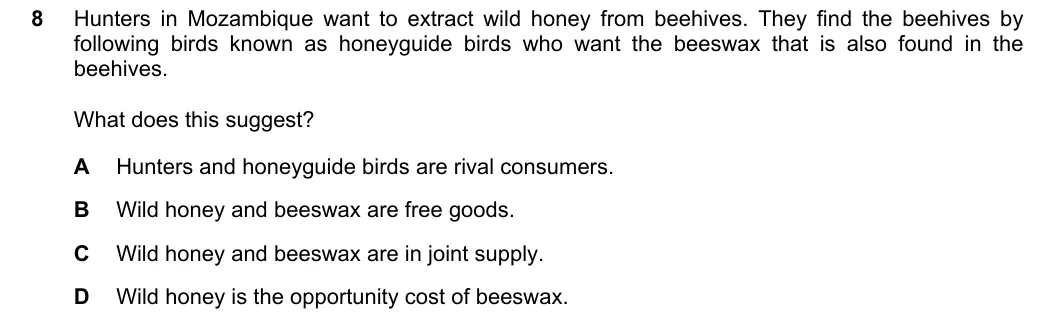 8 Hunters in Mozambique want to extract wild honey from beehives. They find the beehives by
following birds known as honeyguide birds who want the beeswax that is also found in the
beehives.
What does this suggest?
A Hunters and honeyguide birds are rival consumers.
B Wild honey and beeswax are free goods.
C Wild honey and beeswax are in joint supply.
D Wild honey is the opportunity cost of beeswax.